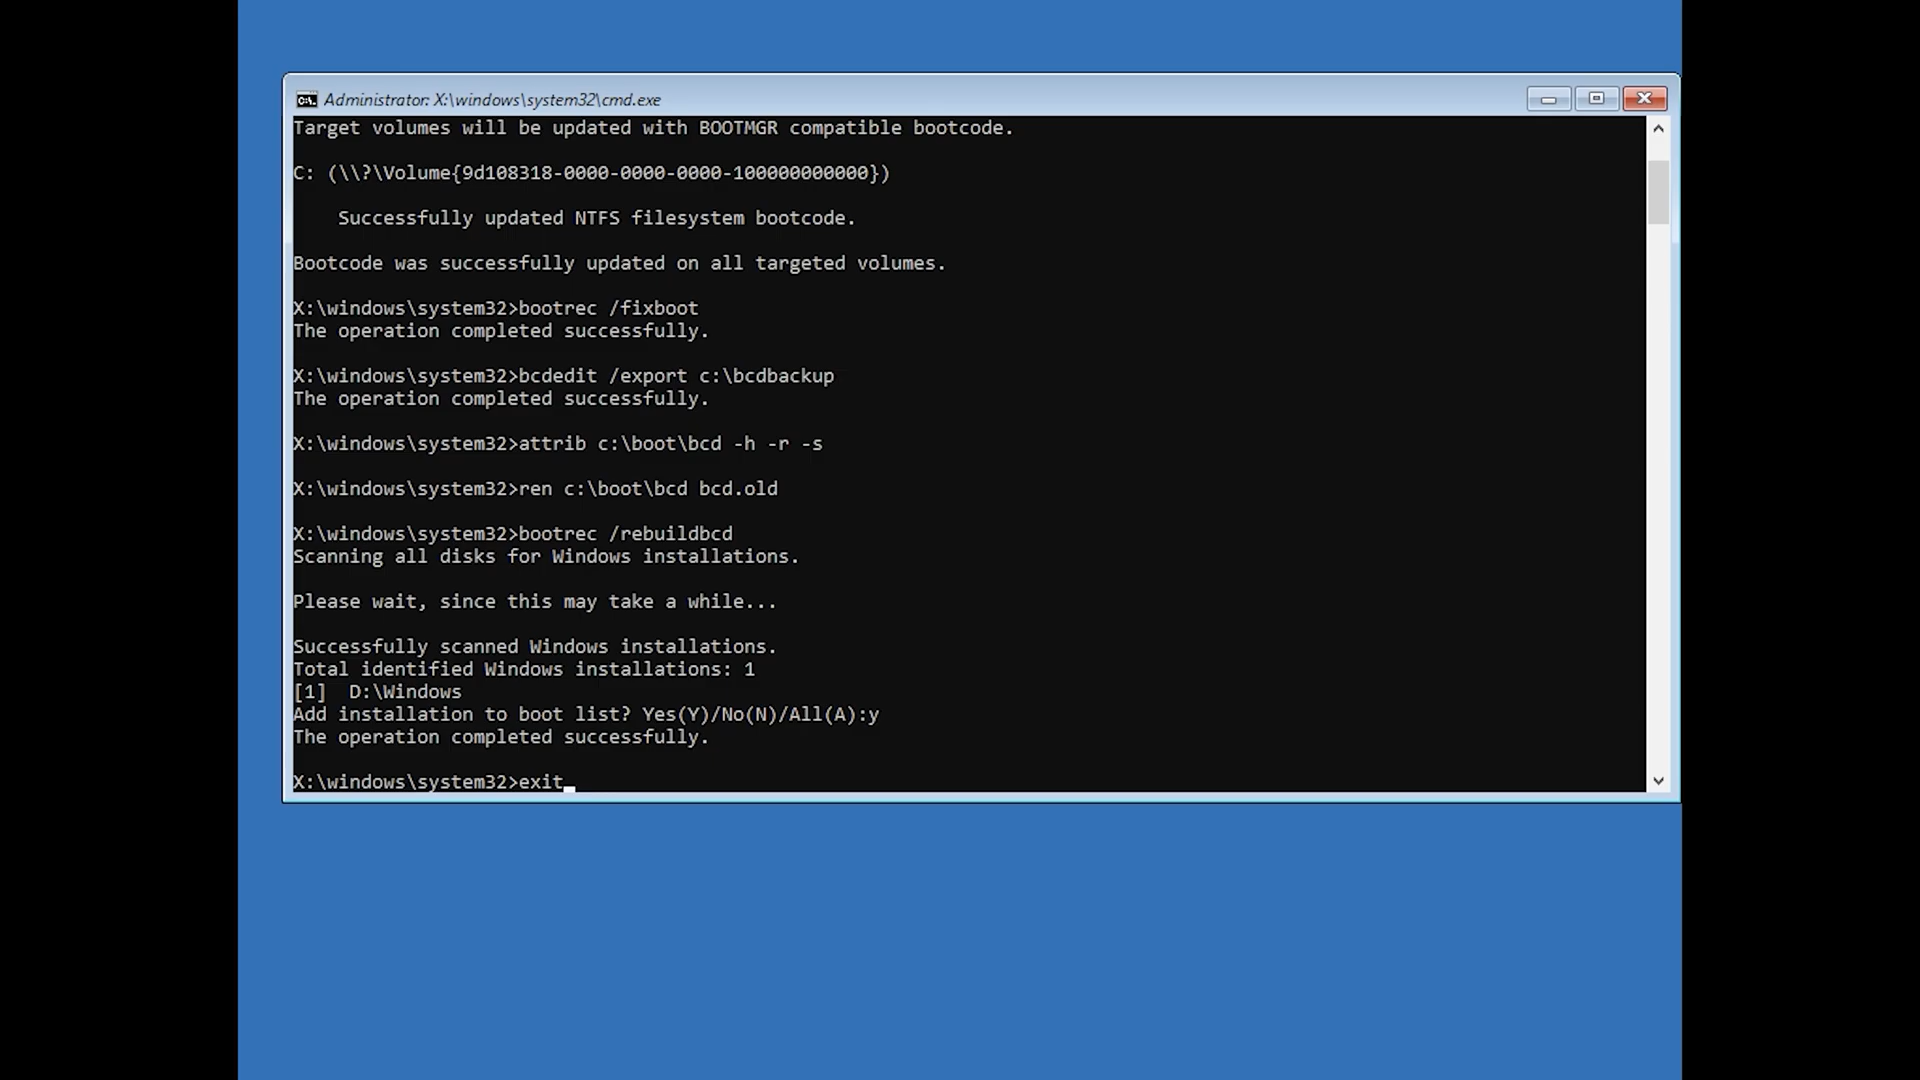 Administrator: X:\windows\system32\cmd.exe
Target volumes will be updated with BOOTMGR compatible bootcode.
C: (\\?\Volume{9d108318-0000-0000-0000-100000000000})
Successfully updated NTFS filesystem bootcode.
Bootcode was successfully updated on all targeted volumes.
X:\windows\system32>bootrec /fixboot
The operation completed successfully.
X:\windows\system32>bcdedit /export c:\bcdbackup
The operation completed successfully.
X:\windows\system32>attrib c:\boot\bcd -h -r -s
X:\windows\system32>ren c:\boot\bcd bcd.old
X:\windows\system32>bootrec /rebuildbcd
Scanning all disks for Windows installations.
Please wait, since this may take a while...
Successfully scanned Windows installations.
Total identified Windows installations: 1
[1]  D:\Windows
Add installation to boot list? Yes(Y)/No(N)/All(A):y
The operation completed successfully.
X:\windows\system32>exit